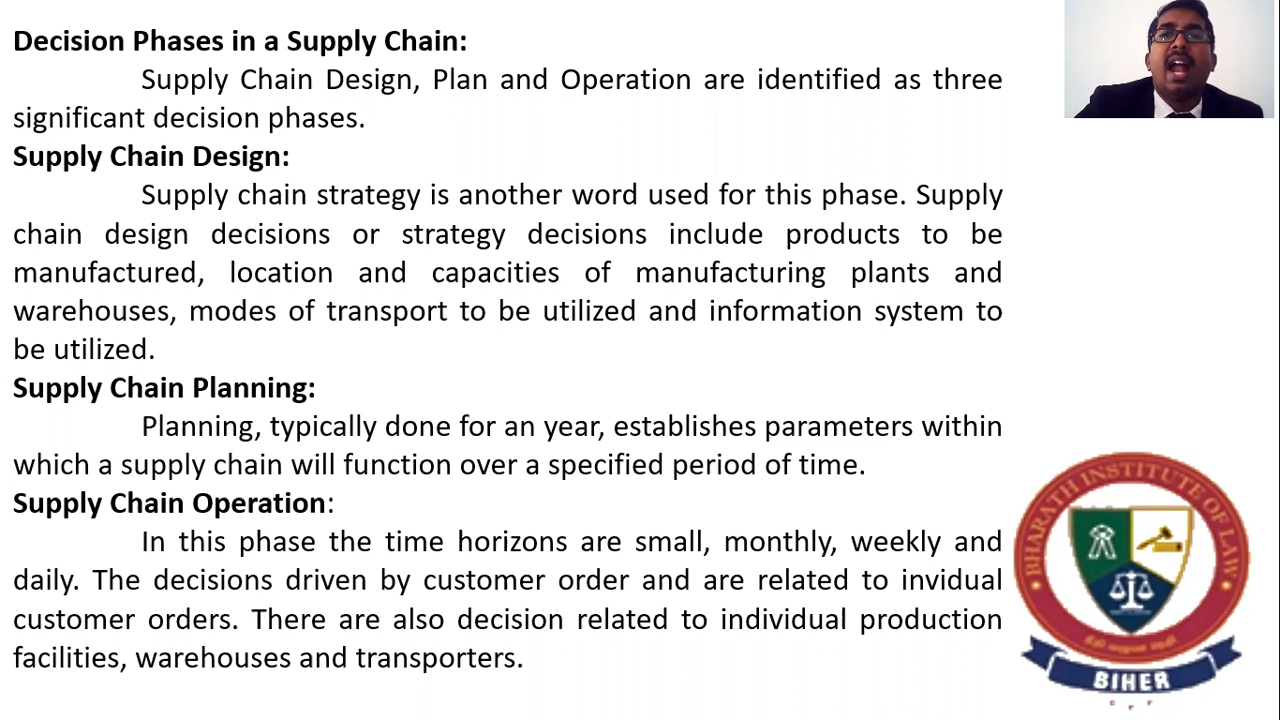 Decision Phases in a Supply Chain:
Supply Chain Design, Plan and Operation are identified as three
significant decision phases.
Supply Chain Design:
Supply chain strategy is another word used for this phase. Supply
chain design decisions or strategy decisions include products to be
manufactured, location and capacities of manufacturing plants and
warehouses, modes of transport to be utilized and information system to
be utilized.
Supply Chain Planning:
Planning, typically done for an year, establishes parameters within
which a supply chain will function over a specified period of time.
Supply Chain Operation:
In this phase the time horizons are small, monthly, weekly and
daily. The decisions driven by customer order and are related to invidual
customer orders. There are also decision related to individual production
facilities, warehouses and transporters.
BHARATH INSTITUTE OF LAW
BIHER